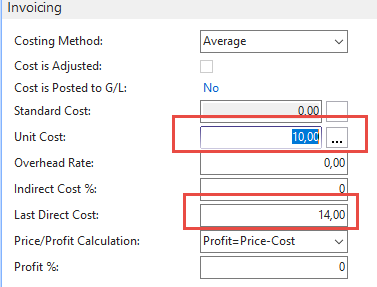 Invoicing
Costing Method: Average
Cost is Adjusted:
Cost is Posted to G/L: No
Standard Cost: 0,00
Unit Cost: 10,00 ...
Overhead Rate: 0,00
Indirect Cost %: 0
Last Direct Cost: 14,00
Price/Profit Calculation: Profit=Price-Cost
Profit %: 0